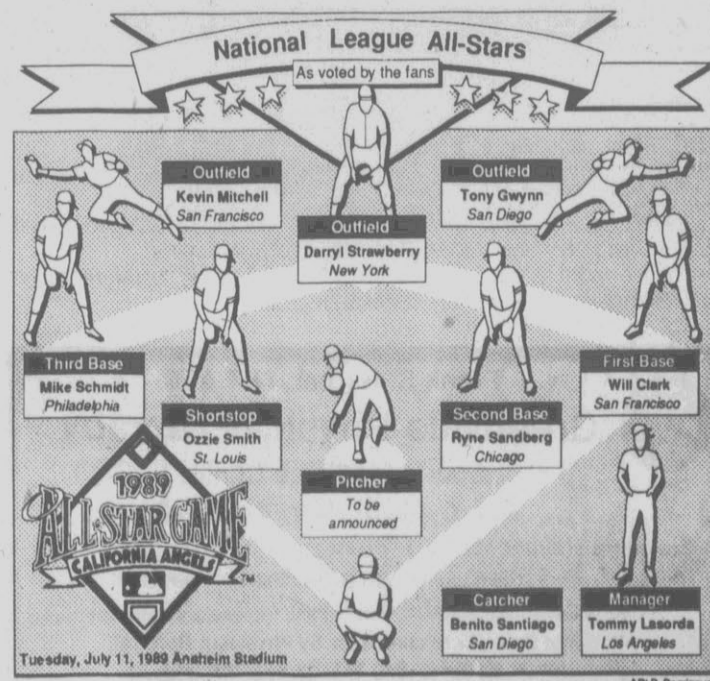 National League All-Stars
As voted by the fans
Outfield
Kevin Mitchell
San Francisco
Outfield
Darryl Strawberry
New York
Outfield
Tony Gwynn
San Diego
Third Base
Mike Schmidt
Philadelphia
Shortstop
Ozzie Smith
St. Louis
Pitcher
To be
announced
Second Base
Ryne Sandberg
Chicago
First Base
Will Clark
San Francisco
1989
ALL-STAR GAME
CALIFORNIA ANGELS
TM
Catcher
Benito Santiago
San Diego
Manager
Tommy Lasorda
Los Angeles
Tuesday, July 11, 1989 Anaheim Stadium